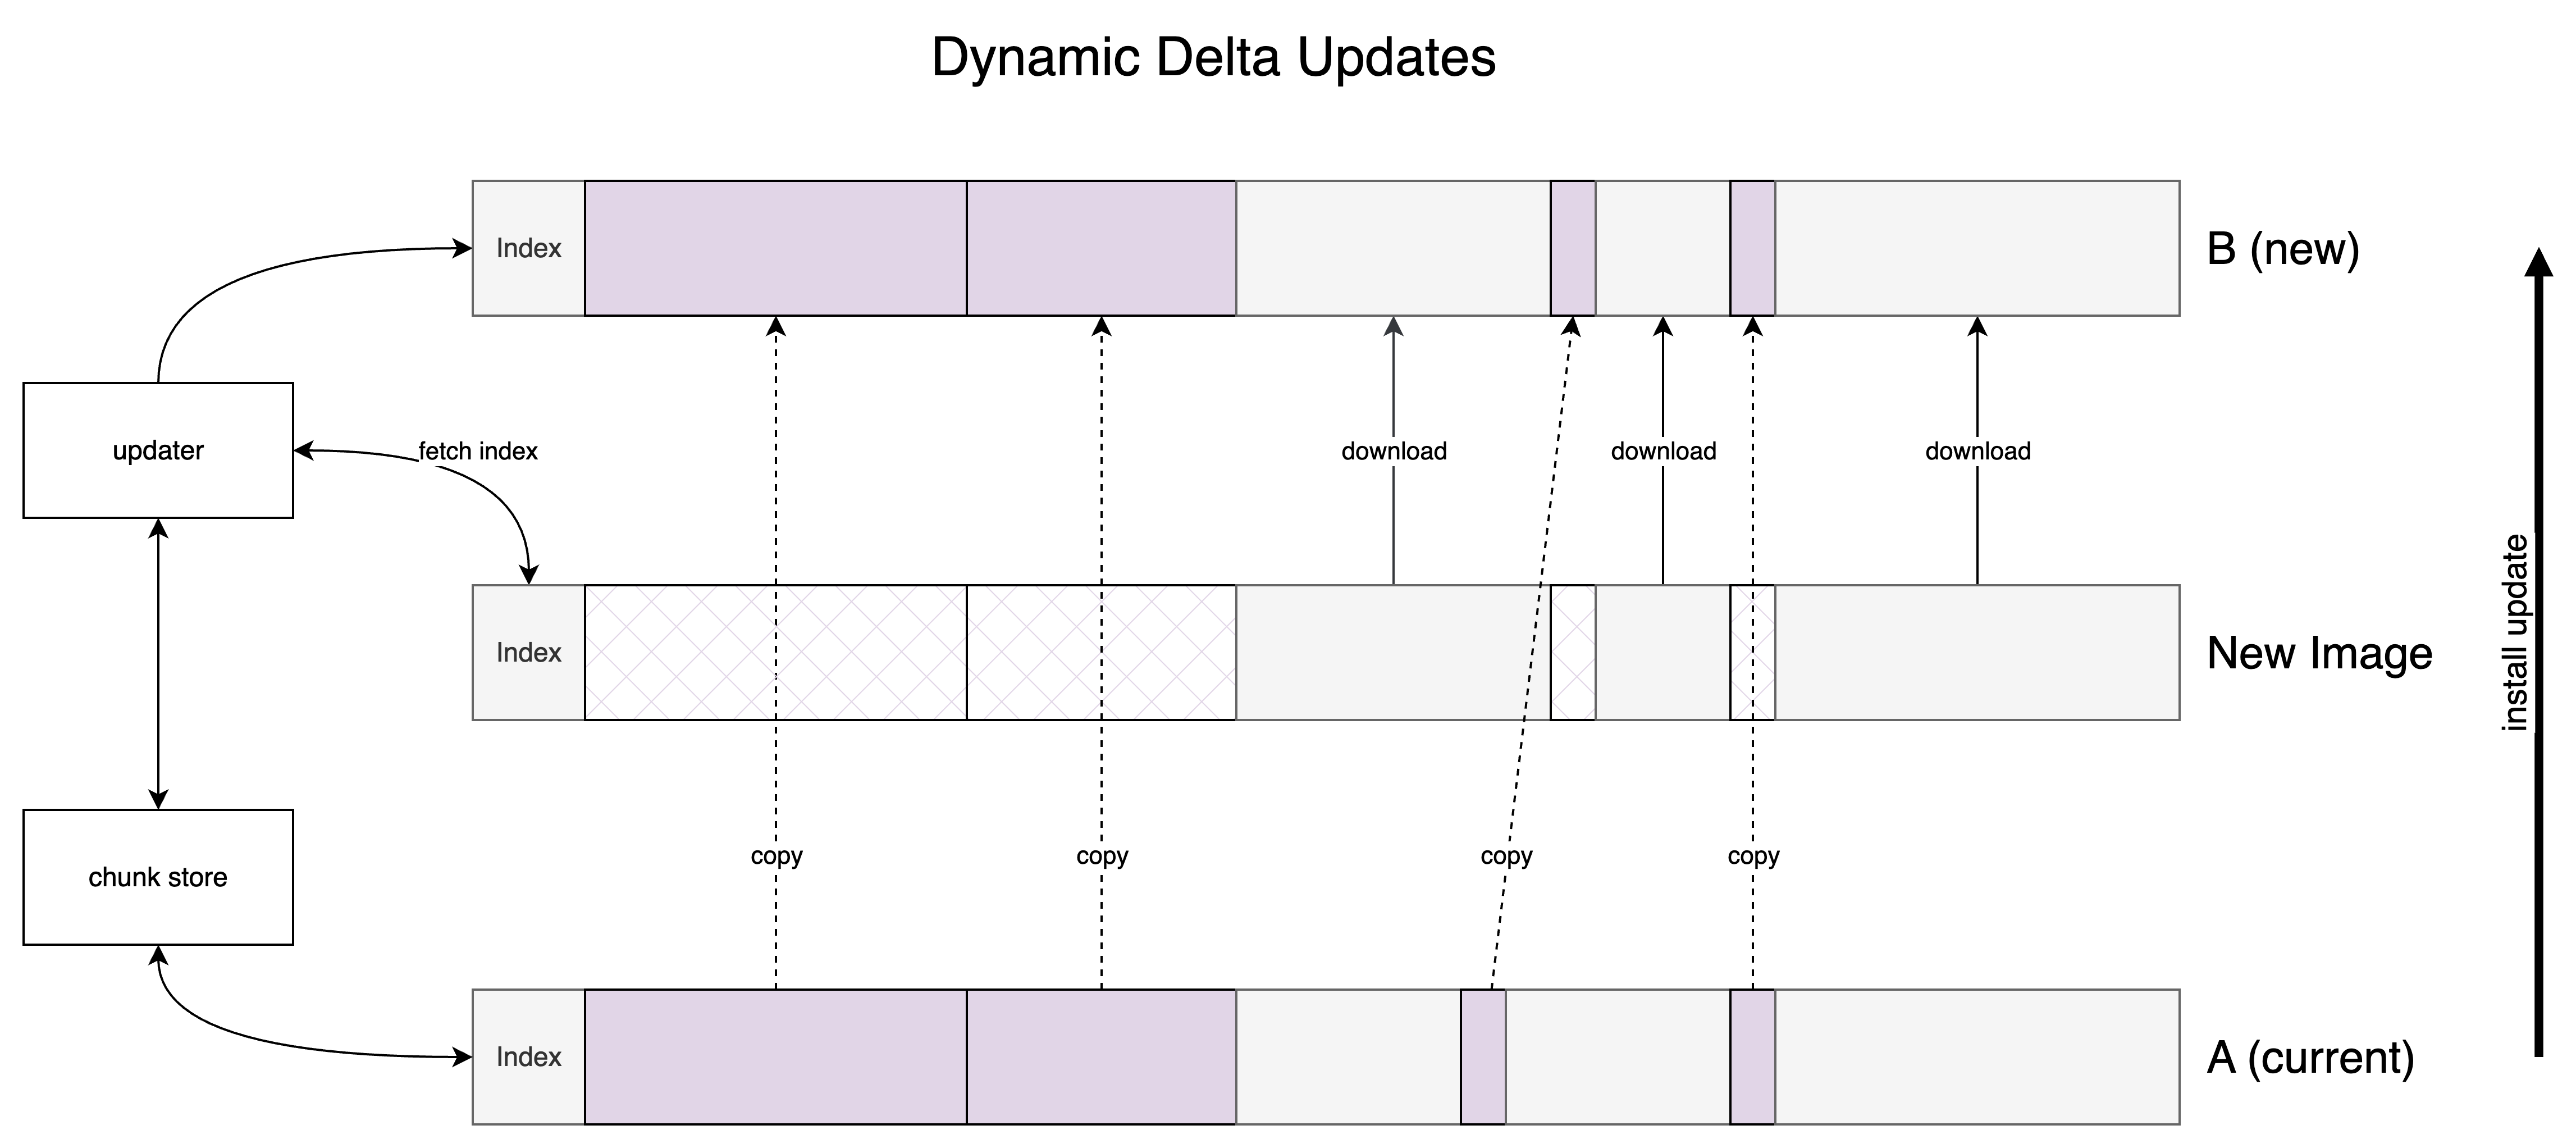 Dynamic Delta Updates
Index
B (new)
updater
fetch index
download
download
download
Index
New Image
install update
chunk store
copy
copy
copy
copy
Index
A (current)